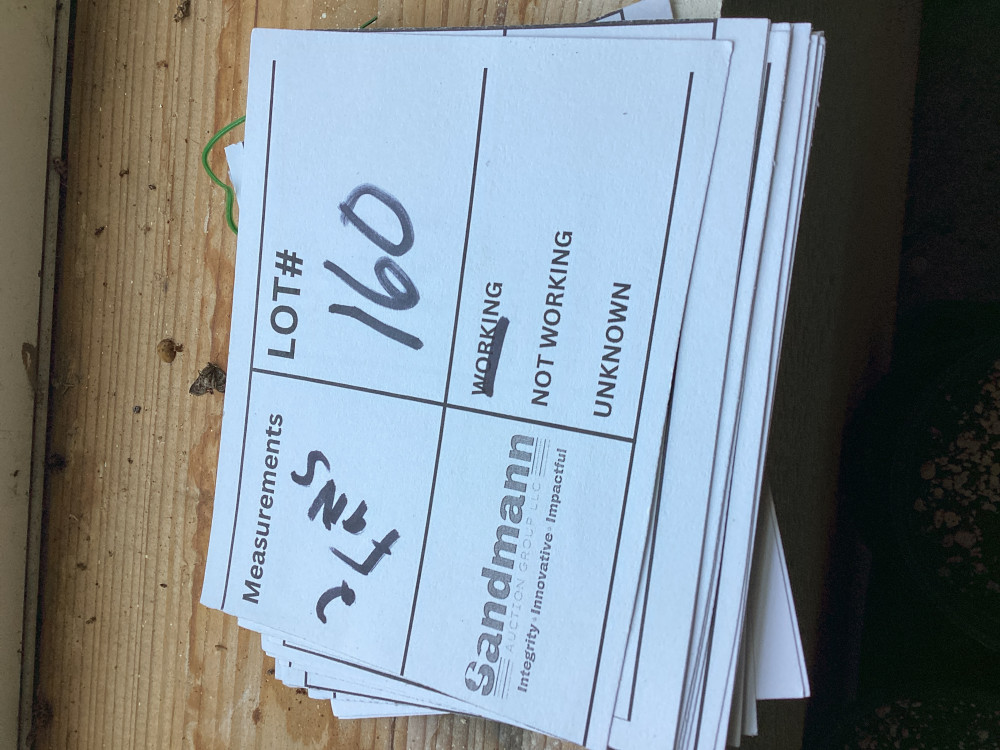 Measurements
LOT#
160
WORKING
NOT WORKING
UNKNOWN
Sandmann
AUCTION GROUP LLC
Integrity • Innovative • Impactful